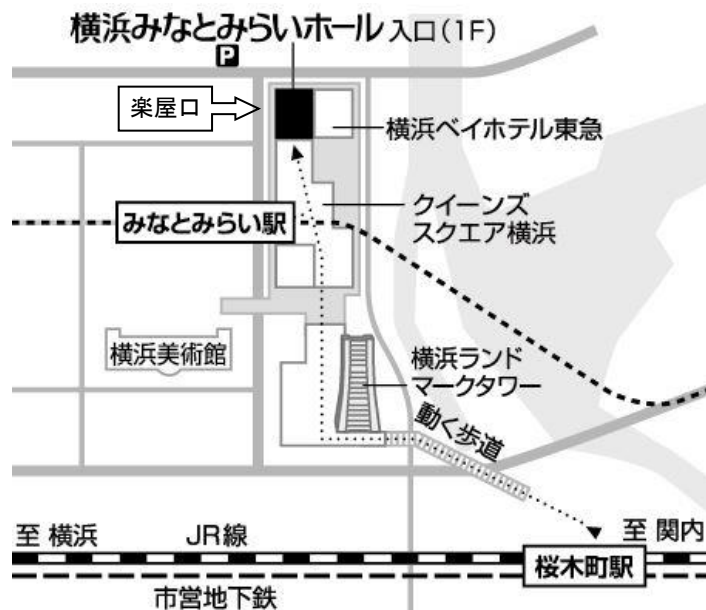 横浜みなとみらいホール 入口(1F)
P
楽屋口
横浜ベイホテル東急
みなとみらい駅
クイーンズ
スクエア横浜
横浜美術館
横浜ランド
マークタワー
動く歩道
至 横浜
JR線
至 関内
桜木町駅
市営地下鉄